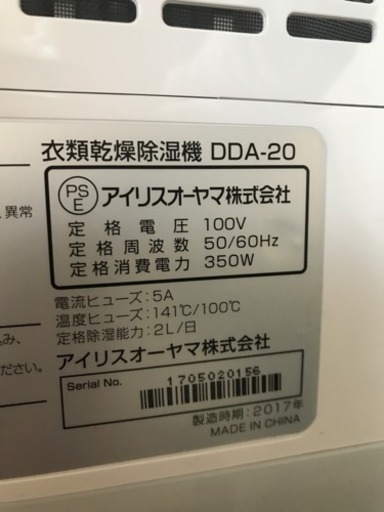 衣類乾燥除湿機 DDA-20
PS
E
アイリスオーヤマ株式会社
定格電圧 100V
定格周波数 50/60Hz
定格消費電力 350W
電流ヒューズ:5A
温度ヒューズ:141℃/100℃
定格除湿能力:2L/日
アイリスオーヤマ株式会社
Serial No.
1705020156
製造時期:2017年
MADE IN CHINA
、異常
込み、
ださい。